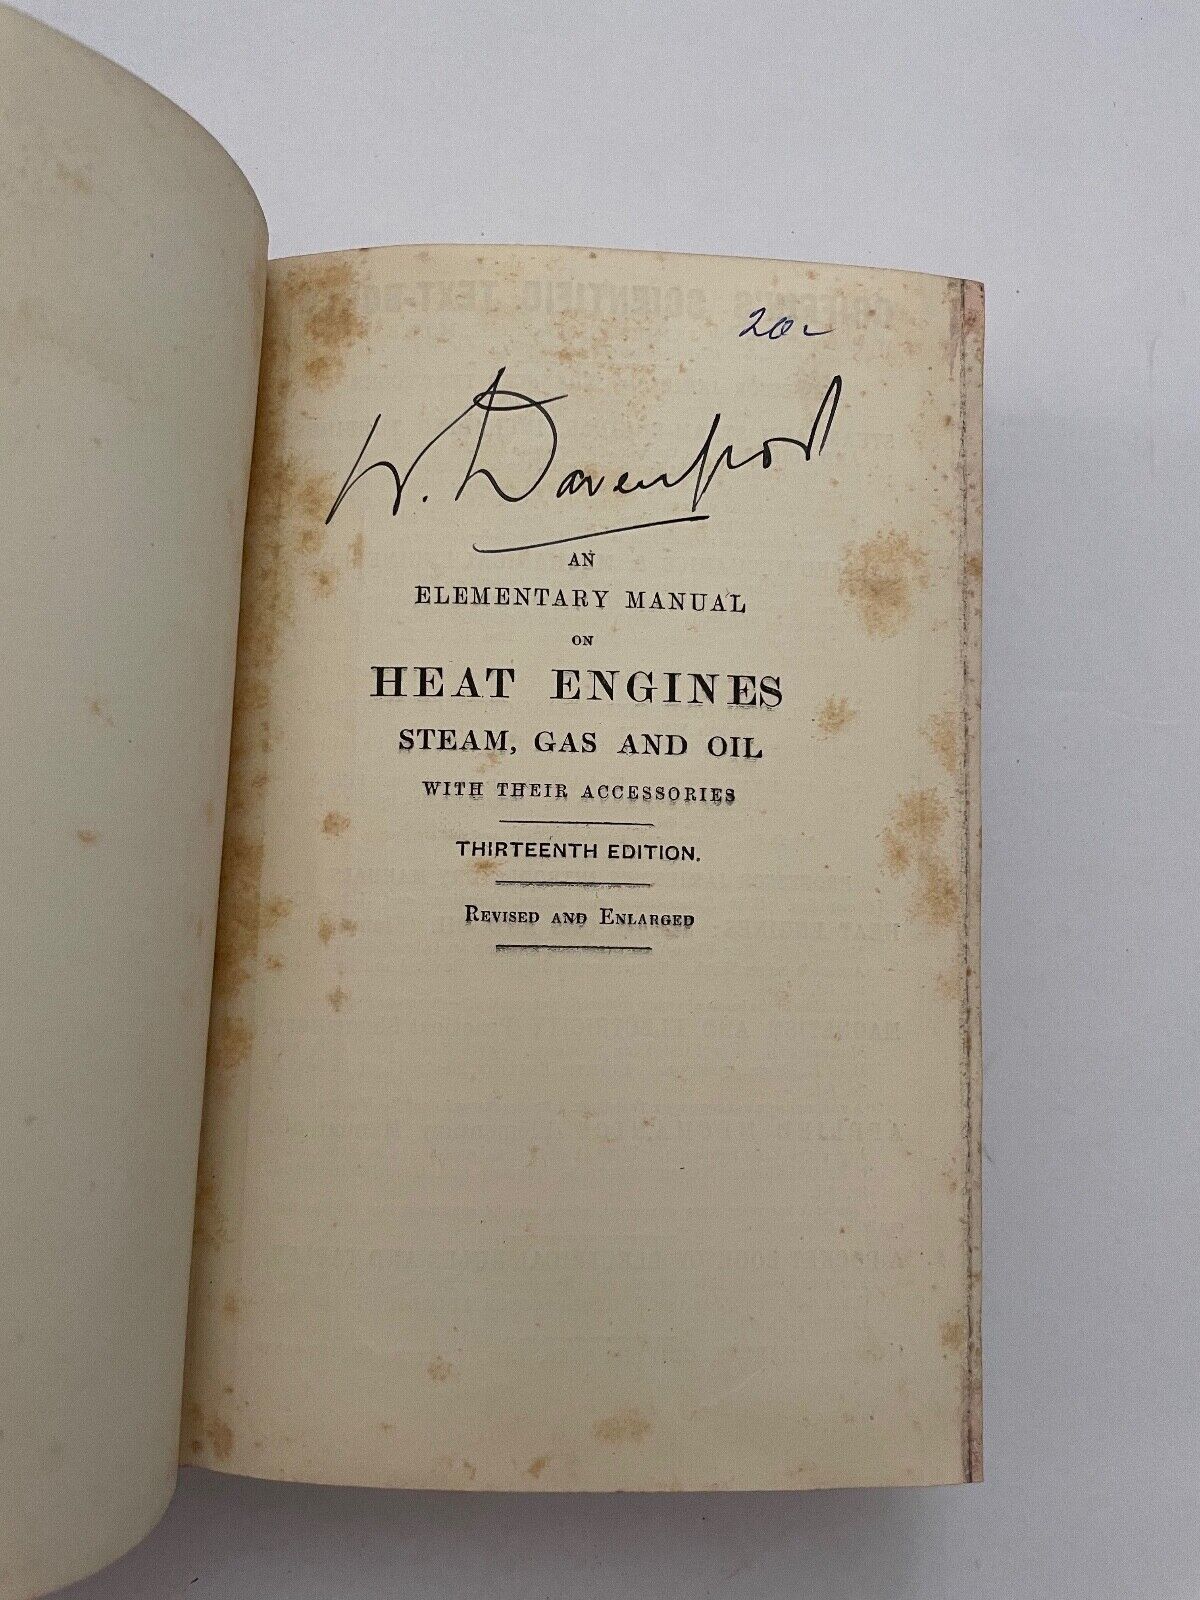 20-
W. Davenport
AN
ELEMENTARY MANUAL
ON
HEAT ENGINES
STEAM, GAS AND OIL
WITH THEIR ACCESSORIES
THIRTEENTH EDITION.
REVISED AND ENLARGED